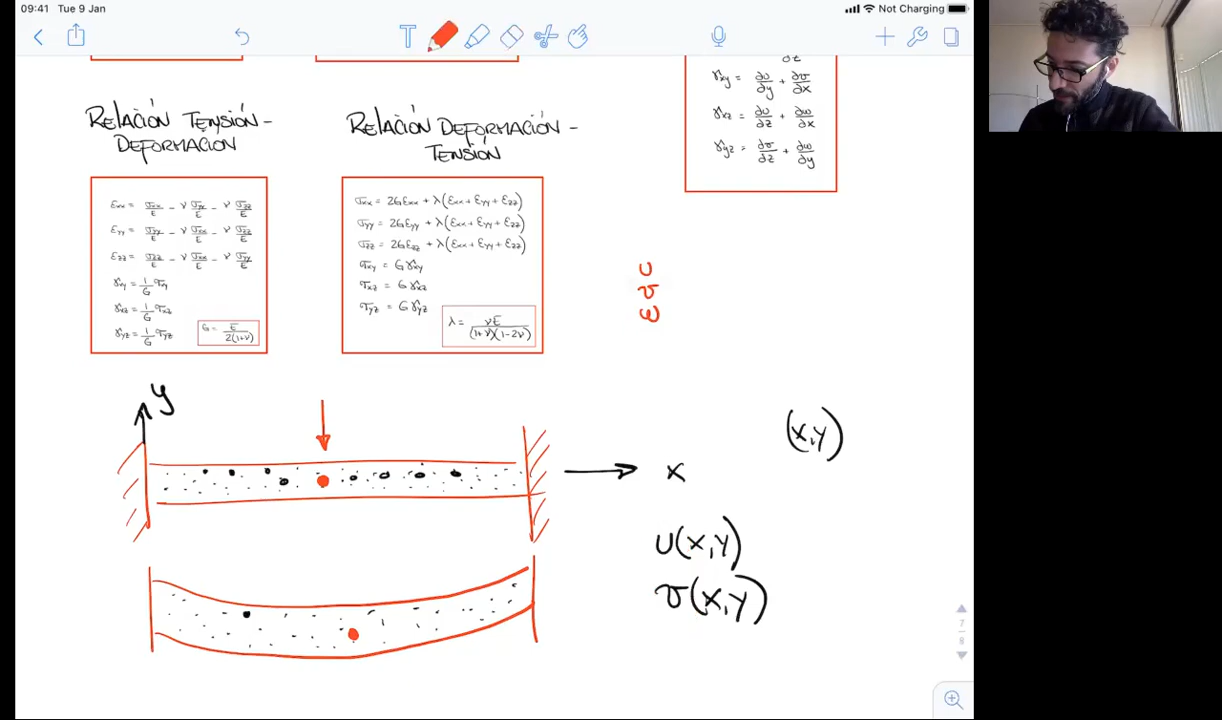 09:41 Tue 9 Jan
Not Charging
∂z
γxy = ∂u/∂y + ∂v/∂x
γxz = ∂u/∂z + ∂w/∂x
γyz = ∂v/∂z + ∂w/∂y
RELACIÓN TENSIÓN -
DEFORMACIÓN
RELACIÓN DEFORMACIÓN -
TENSIÓN
εxx = σxx/E - ν σyy/E - ν σzz/E
εyy = σyy/E - ν σxx/E - ν σzz/E
εzz = σzz/E - ν σxx/E - ν σyy/E
γxy = 1/G τxy
γxz = 1/G τxz
γyz = 1/G τyz
G = E/2(1+ν)
σxx = 2Gεxx + λ(εxx + εyy + εzz)
σyy = 2Gεyy + λ(εxx + εyy + εzz)
σzz = 2Gεzz + λ(εxx + εyy + εzz)
τxy = Gγxy
τxz = Gγxz
τyz = Gγyz
λ = νE/(1+ν)(1-2ν)
u
v
ω
y
x
(x,y)
u(x,y)
v(x,y)
7
8